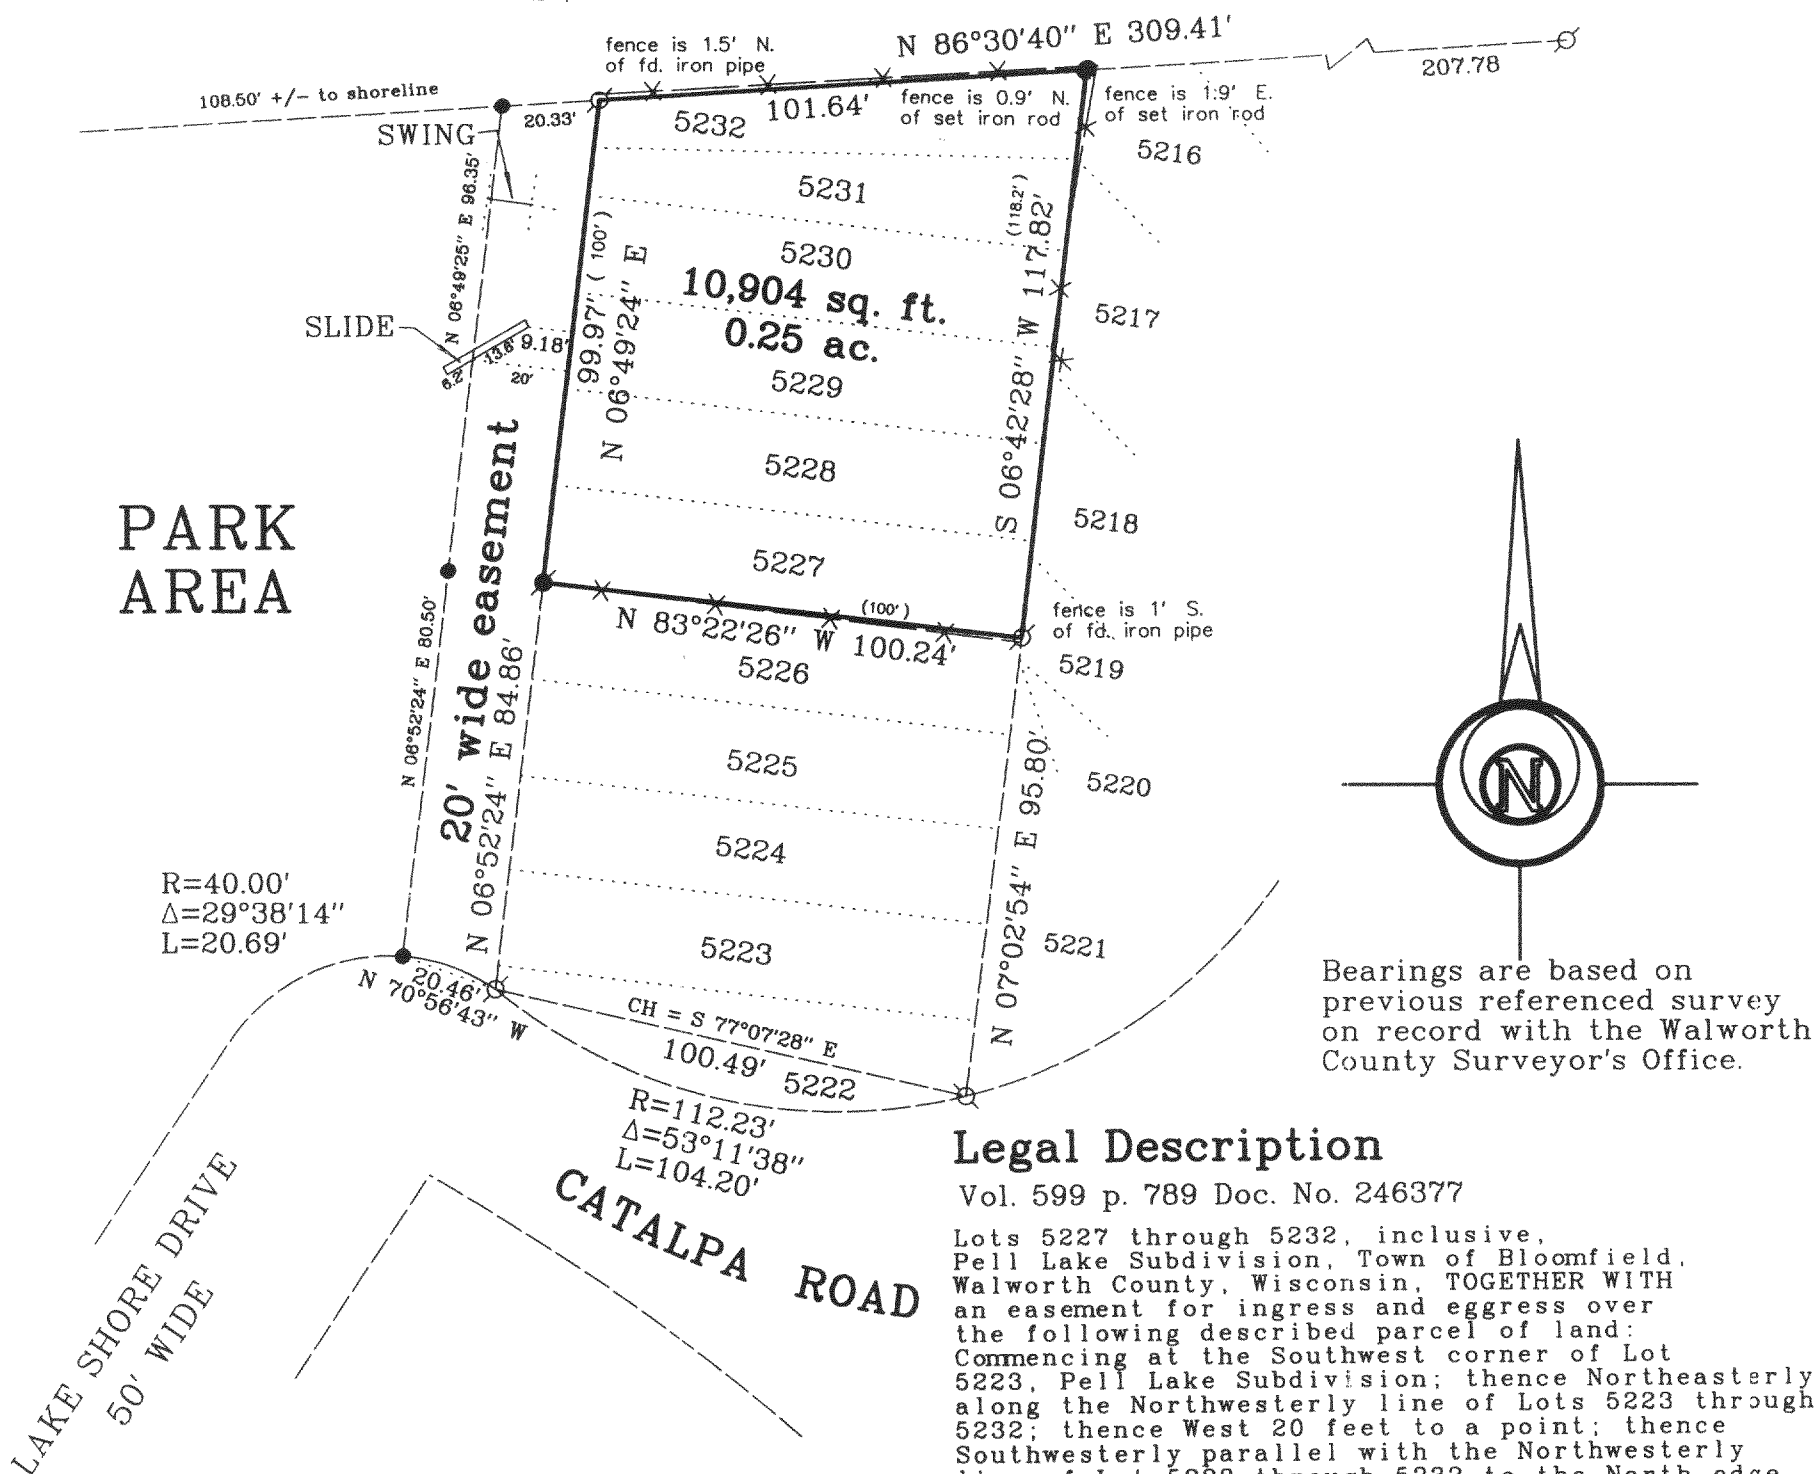 N 86°30'40" E 309.41'
fence is 1.5' N.
of fd. iron pipe
207.78
108.50' +/- to shoreline
20.33'
5232
101.64'
fence is 0.9' N.
of set iron rod
fence is 1.9' E.
of set iron rod
SWING
5216
5231
(118.2')
S 06°42'28" W 117.82'
N 06°49'25" E 96.35'
99.97' (100')
N 06°49'24" E
5230
10,904 sq. ft.
0.25 ac.
5217
SLIDE
13.6'
9.18'
6.2'
20'
5229
5228
5218
PARK
AREA
20' wide easement
5227
(100')
N 83°22'26" W 100.24'
fence is 1' S.
of fd. iron pipe
5219
5226
N 06°52'24" E 80.50'
N 06°52'24" E 84.86'
5225
5220
N 07°02'54" E 95.80'
N
5224
R=40.00'
Δ=29°38'14"
L=20.69'
5223
5221
20.46'
N 70°56'43" W
CH = S 77°07'28" E
100.49'
5222
R=112.23'
Δ=53°11'38"
L=104.20'
Bearings are based on
previous referenced survey
on record with the Walworth
County Surveyor's Office.
CATALPA ROAD
LAKE SHORE DRIVE
50' WIDE
Legal Description
Vol. 599 p. 789 Doc. No. 246377
Lots 5227 through 5232, inclusive,
Pell Lake Subdivision, Town of Bloomfield,
Walworth County, Wisconsin, TOGETHER WITH
an easement for ingress and eggress over
the following described parcel of land:
Commencing at the Southwest corner of Lot
5223, Pell Lake Subdivision; thence Northeasterly
along the Northwesterly line of Lots 5223 through
5232; thence West 20 feet to a point; thence
Southwesterly parallel with the Northwesterly